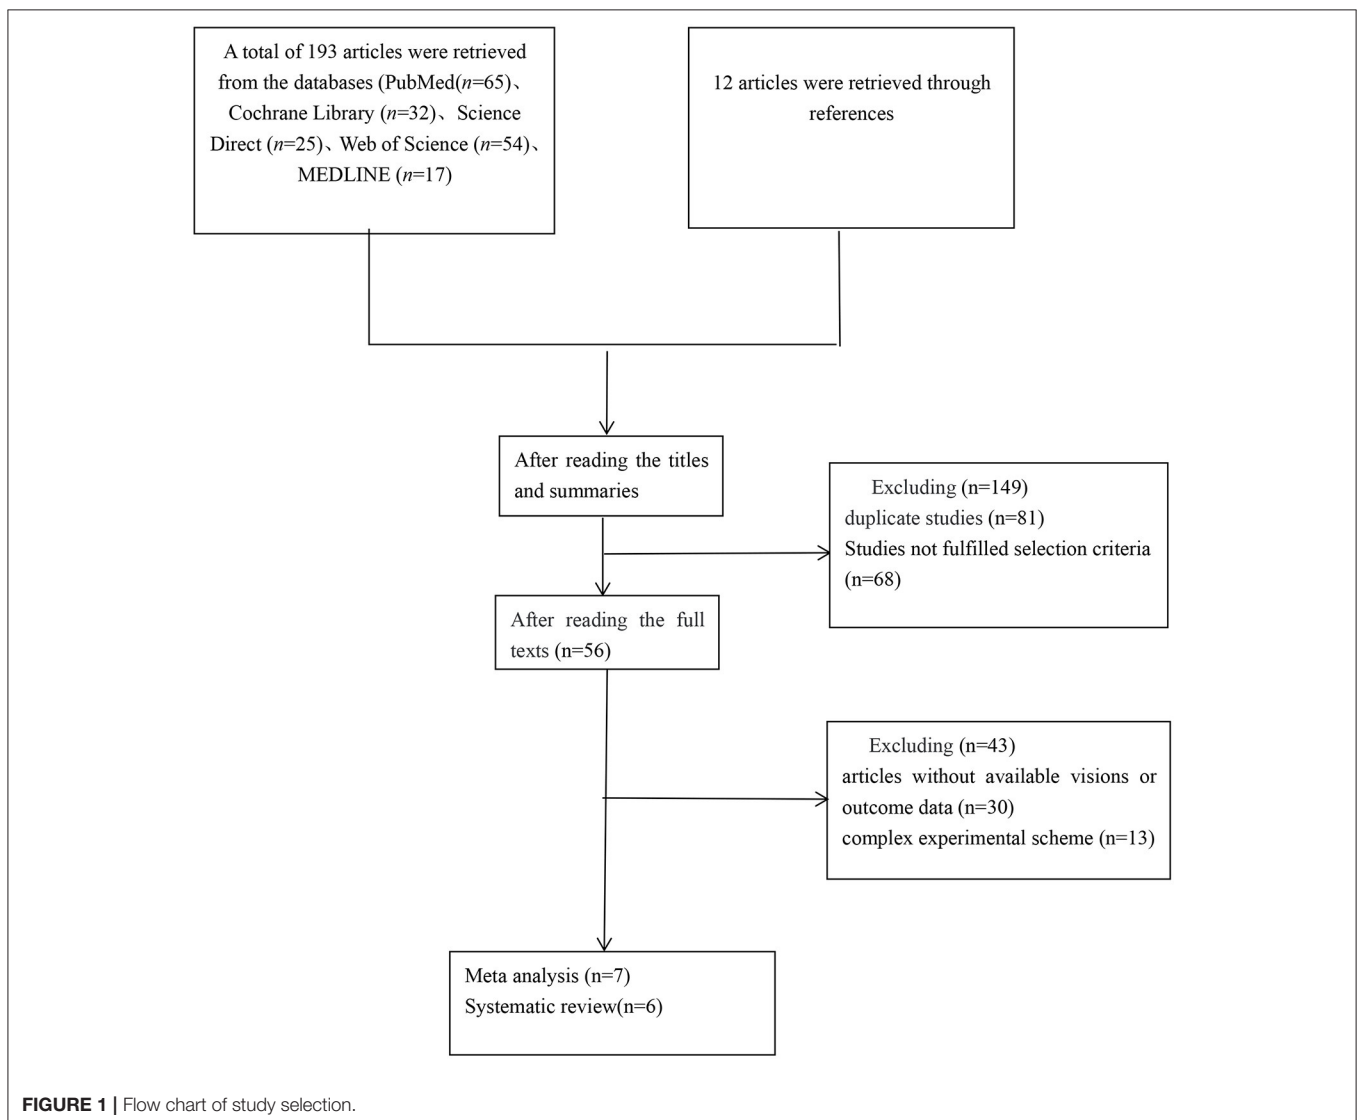 A total of 193 articles were retrieved
from the databases (PubMed(n=65)、
Cochrane Library (n=32)、Science
Direct (n=25)、Web of Science (n=54)、
MEDLINE (n=17)
12 articles were retrieved through
references
After reading the titles
and summaries
Excluding (n=149)
duplicate studies (n=81)
Studies not fulfilled selection criteria
(n=68)
After reading the full
texts (n=56)
Excluding (n=43)
articles without available visions or
outcome data (n=30)
complex experimental scheme (n=13)
Meta analysis (n=7)
Systematic review(n=6)
FIGURE 1 | Flow chart of study selection.